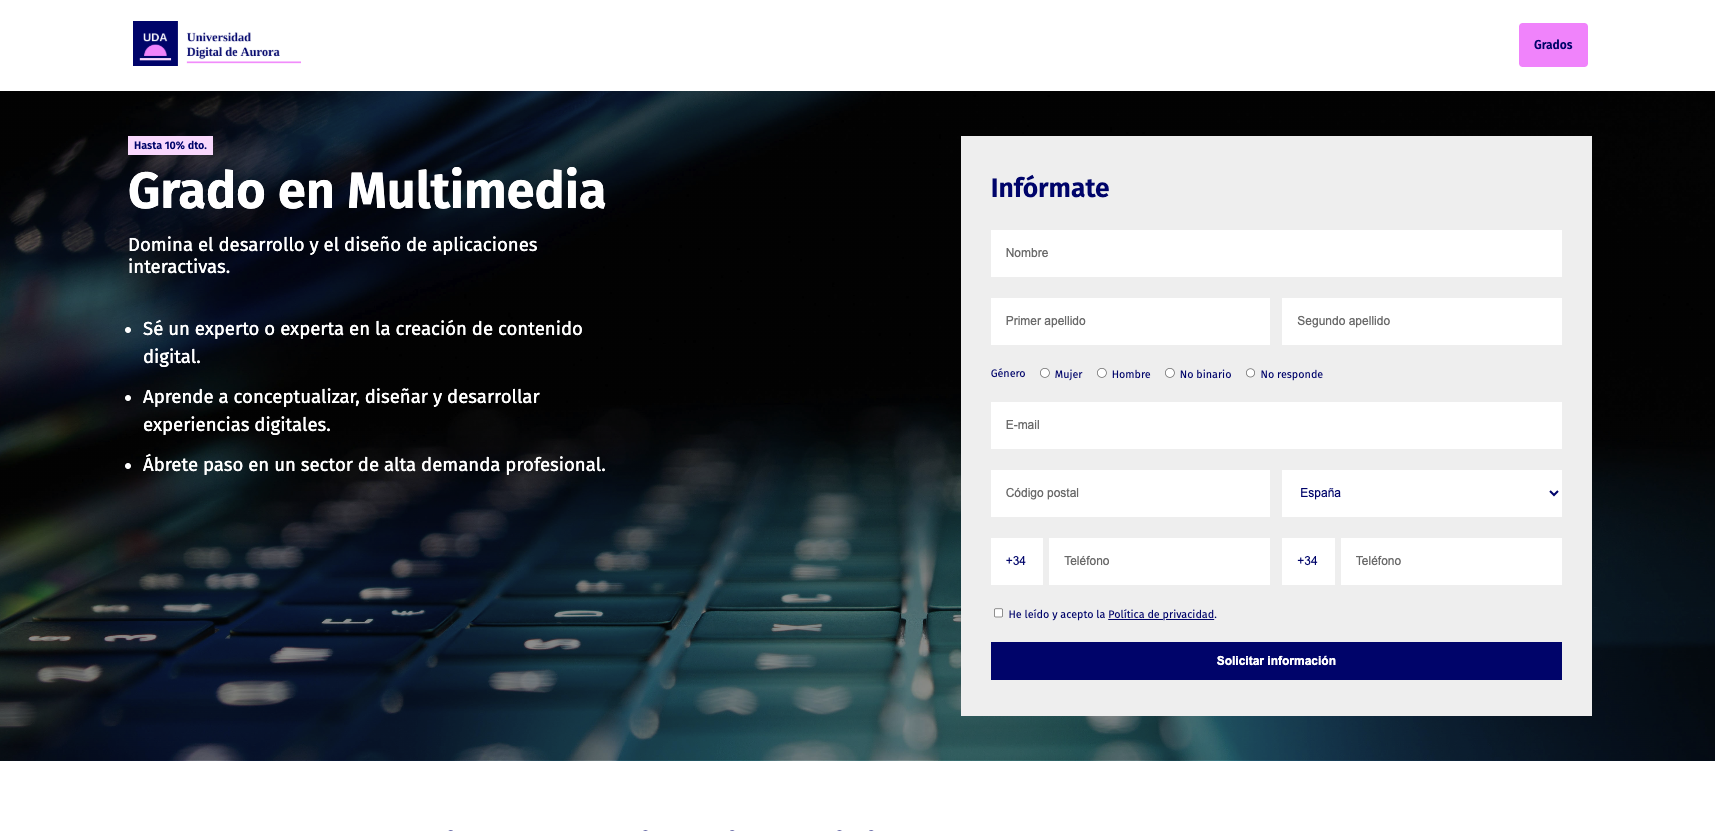 UDA
Universidad
Digital de Aurora
Grados
Hasta 10% dto.
Grado en Multimedia
Domina el desarrollo y el diseño de aplicaciones
interactivas.
Sé un experto o experta en la creación de contenido
digital.
Aprende a conceptualizar, diseñar y desarrollar
experiencias digitales.
Ábrete paso en un sector de alta demanda profesional.
Infórmate
Nombre
Primer apellido Segundo apellido
Género Mujer Hombre No binario No responde
E-mail
Código postal España
+34 Teléfono +34 Teléfono
He leído y acepto la Política de privacidad.
Solicitar información